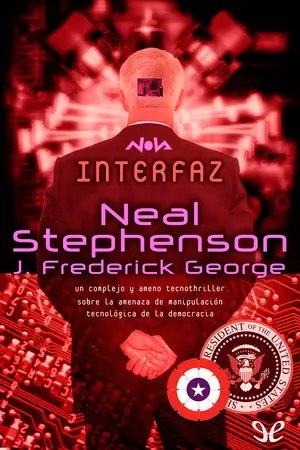 NOVA
INTERFAZ
Neal
Stephenson
J. Frederick George
un complejo y ameno tecnothriller
sobre la amenaza de manipulación
tecnológica de la democracia
PRESIDENT OF THE UNITED STATES